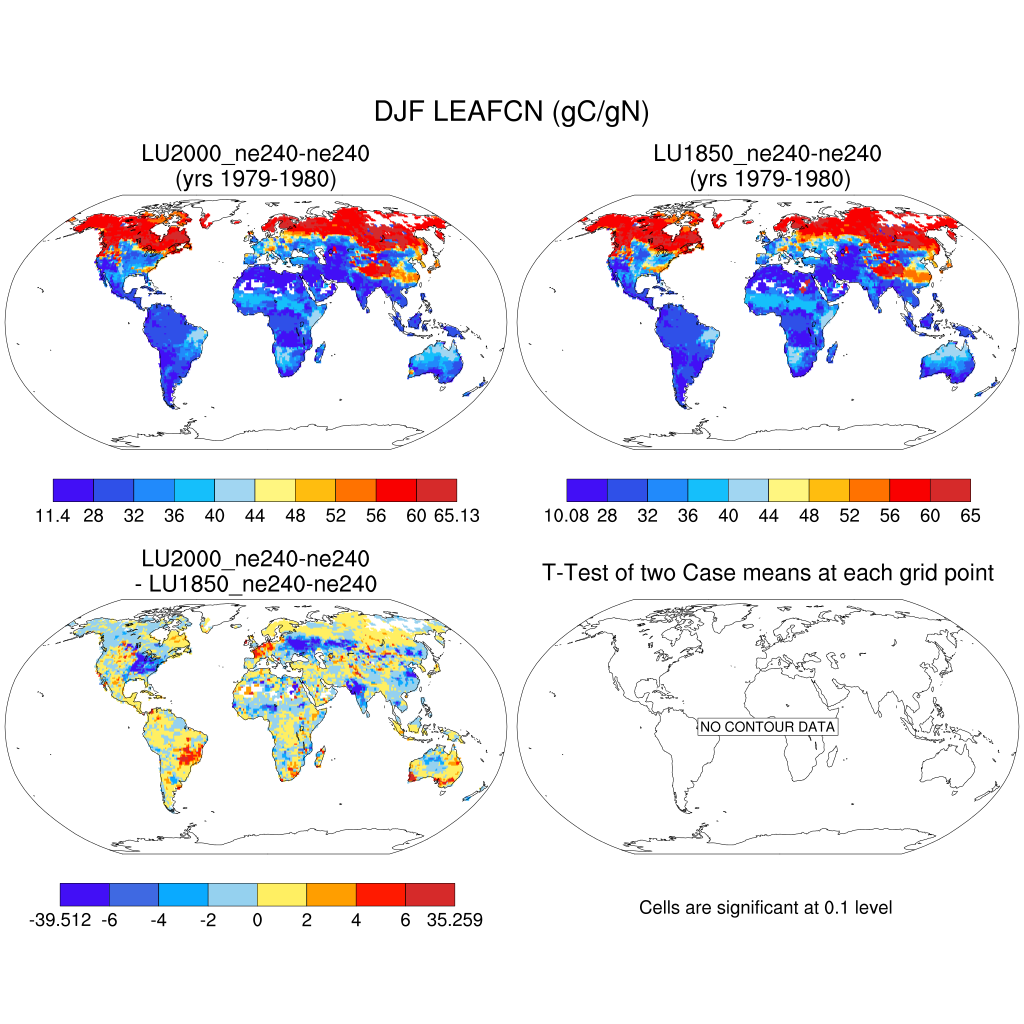 DJF LEAFCN (gC/gN)
LU2000_ne240-ne240
(yrs 1979-1980)
LU1850_ne240-ne240
(yrs 1979-1980)
11.4 28 32 36 40 44 48 52 56 60 65.13
10.08 28 32 36 40 44 48 52 56 60 65
LU2000_ne240-ne240
- LU1850_ne240-ne240
T-Test of two Case means at each grid point
NO CONTOUR DATA
-39.512 -6 -4 -2 0 2 4 6 35.259
Cells are significant at 0.1 level